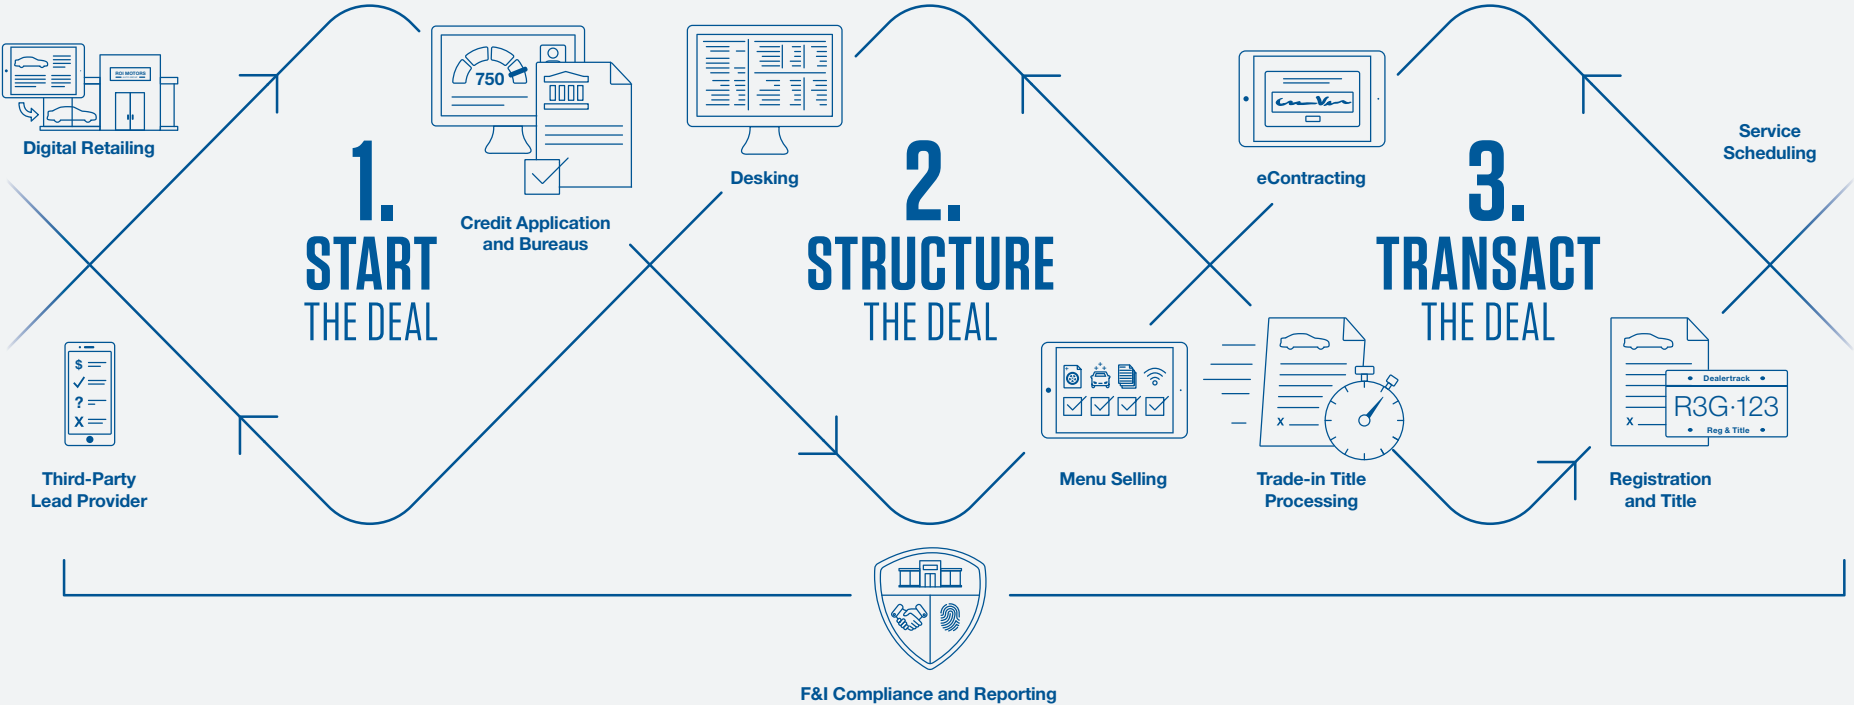 ROI MOTORS
Digital Retailing
$
?
X
Third-Party
Lead Provider
1.
START
THE DEAL
750
Credit Application
and Bureaus
Desking
2.
STRUCTURE
THE DEAL
Menu Selling
eContracting
X
Trade-in Title
Processing
3.
TRANSACT
THE DEAL
Service
Scheduling
X
Dealertrack
R3G·123
Reg & Title
Registration
and Title
F&I Compliance and Reporting